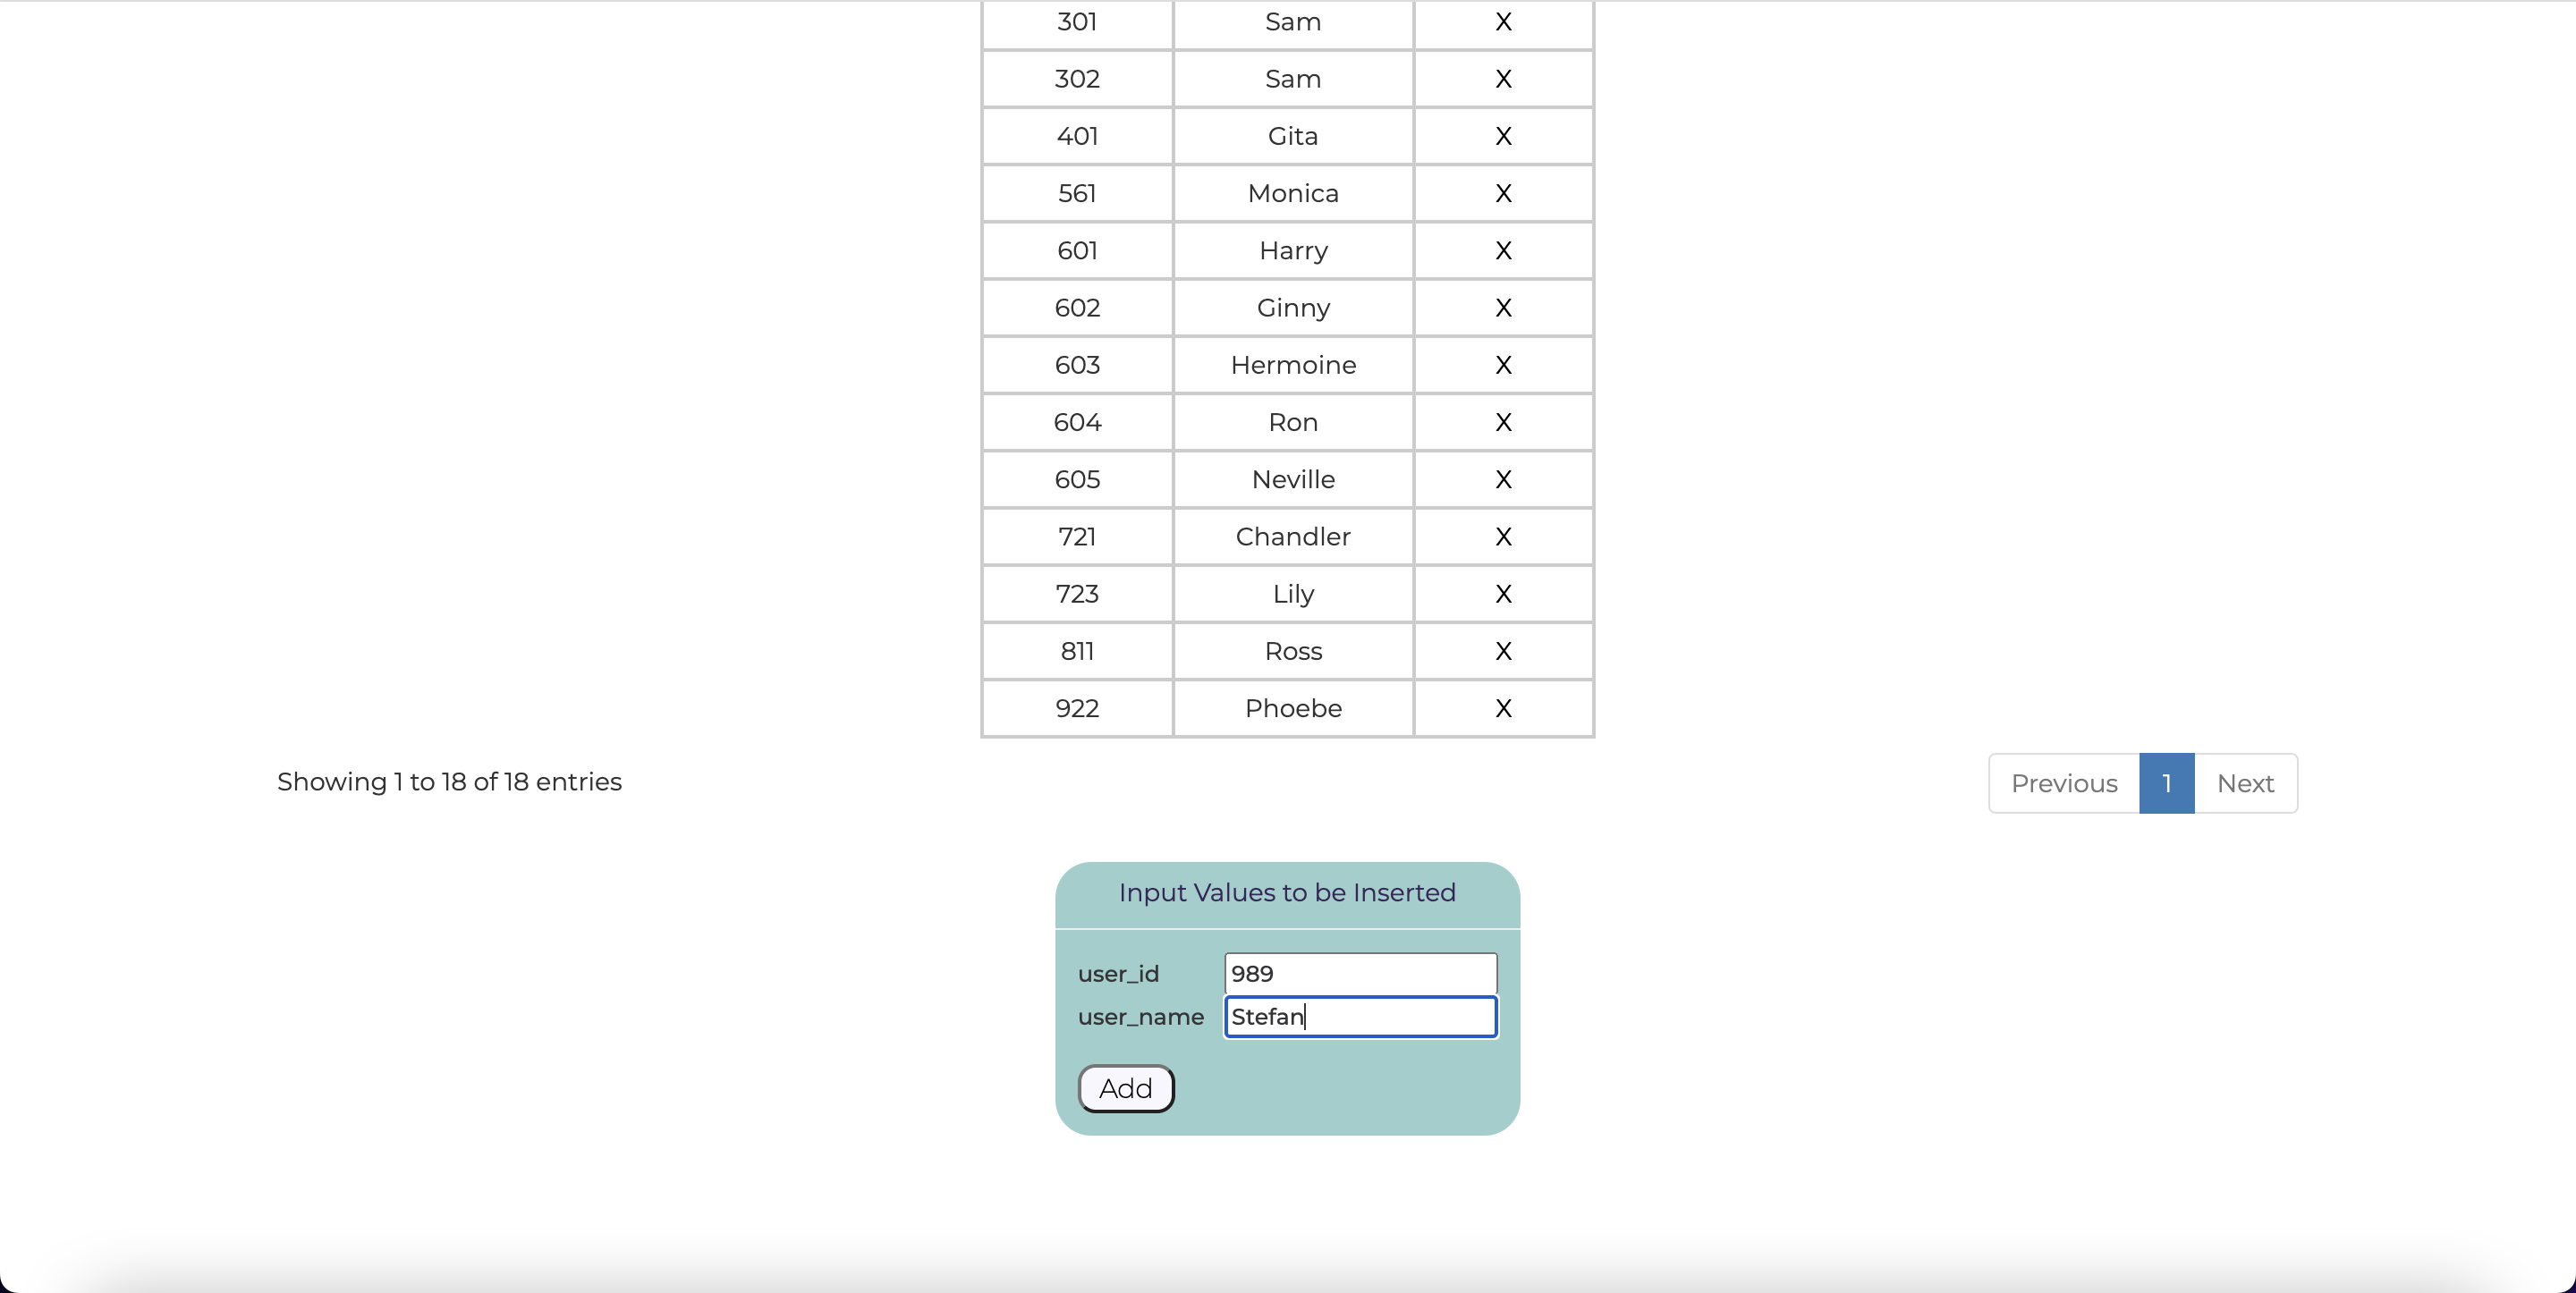 301 Sam X
302 Sam X
401 Gita X
561 Monica X
601 Harry X
602 Ginny X
603 Hermoine X
604 Ron X
605 Neville X
721 Chandler X
723 Lily X
811 Ross X
922 Phoebe X
Showing 1 to 18 of 18 entries
Previous 1 Next
Input Values to be Inserted
user_id 989
user_name Stefan
Add